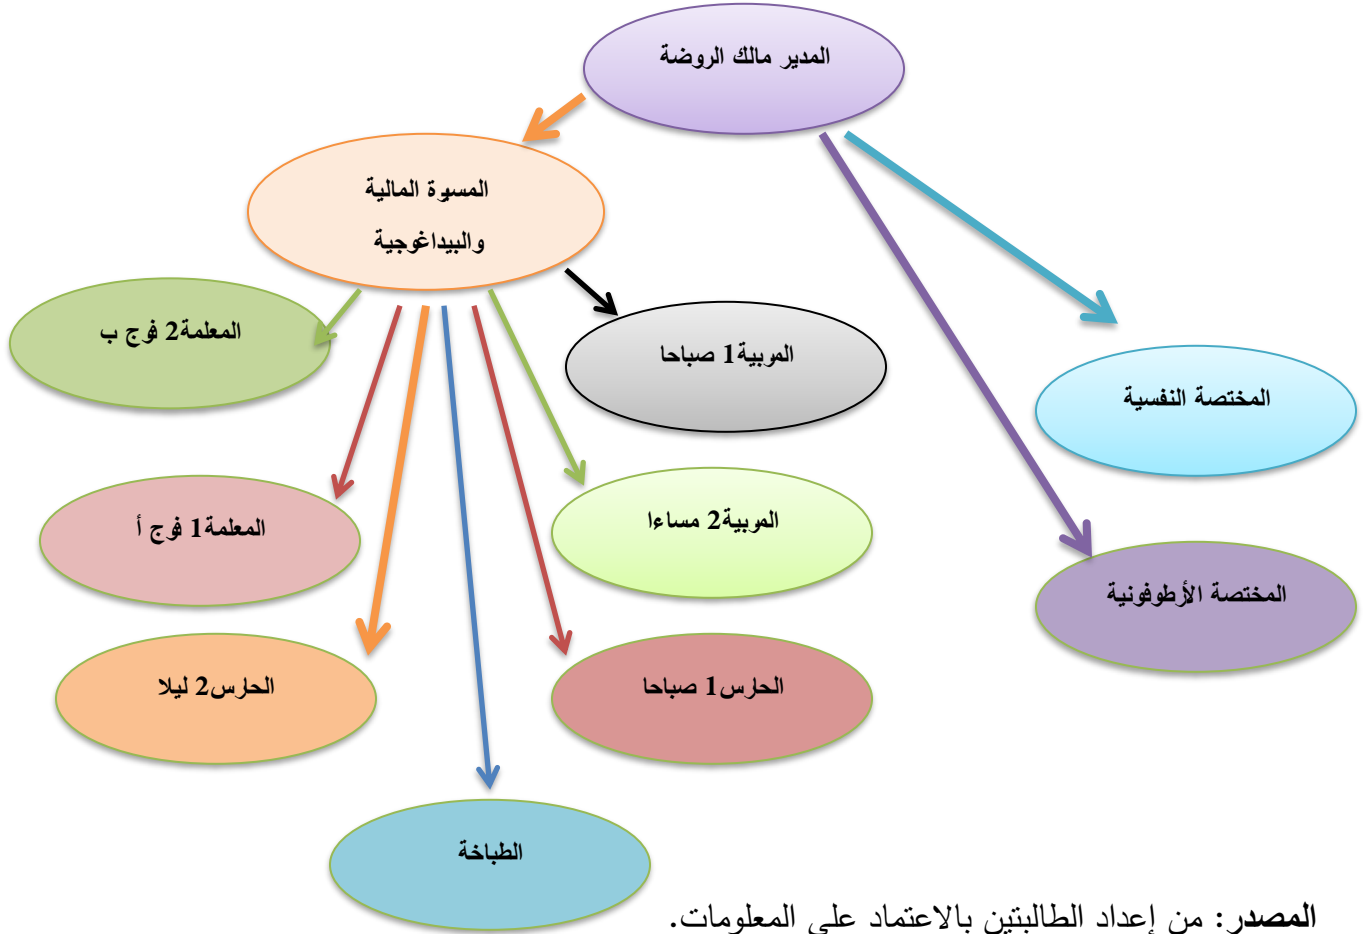 المدير مالك الروضة
المسيرة المالية
والبيداغوجية
المربية1 صباحا
المعلمة2 فوج ب
المختصة النفسية
المربية2 مساءا
المعلمة1 فوج أ
المختصة الأرطوفونية
الحارس1 صباحا
الحارس2 ليلا
الطباخة
المصدر: من إعداد الطالبتين بالاعتماد على المعلومات.